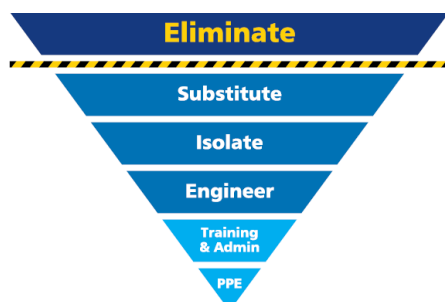 Eliminate
Substitute
Isolate
Engineer
Training
& Admin
PPE